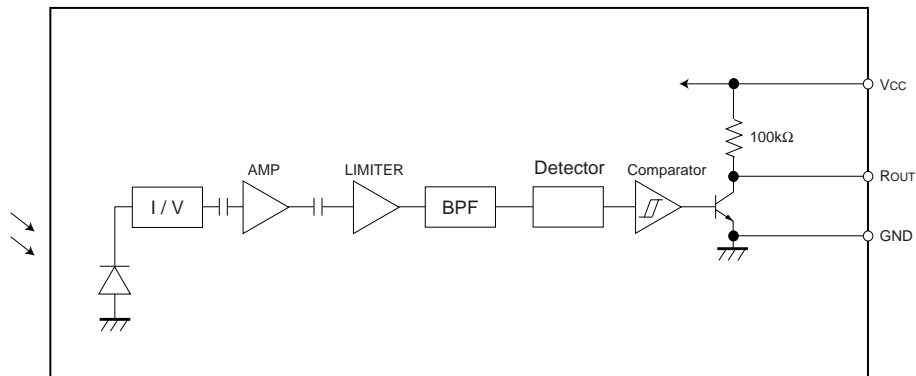 VCC
100kΩ
AMP
LIMITER
Detector
Comparator
ROUT
I / V
BPF
GND